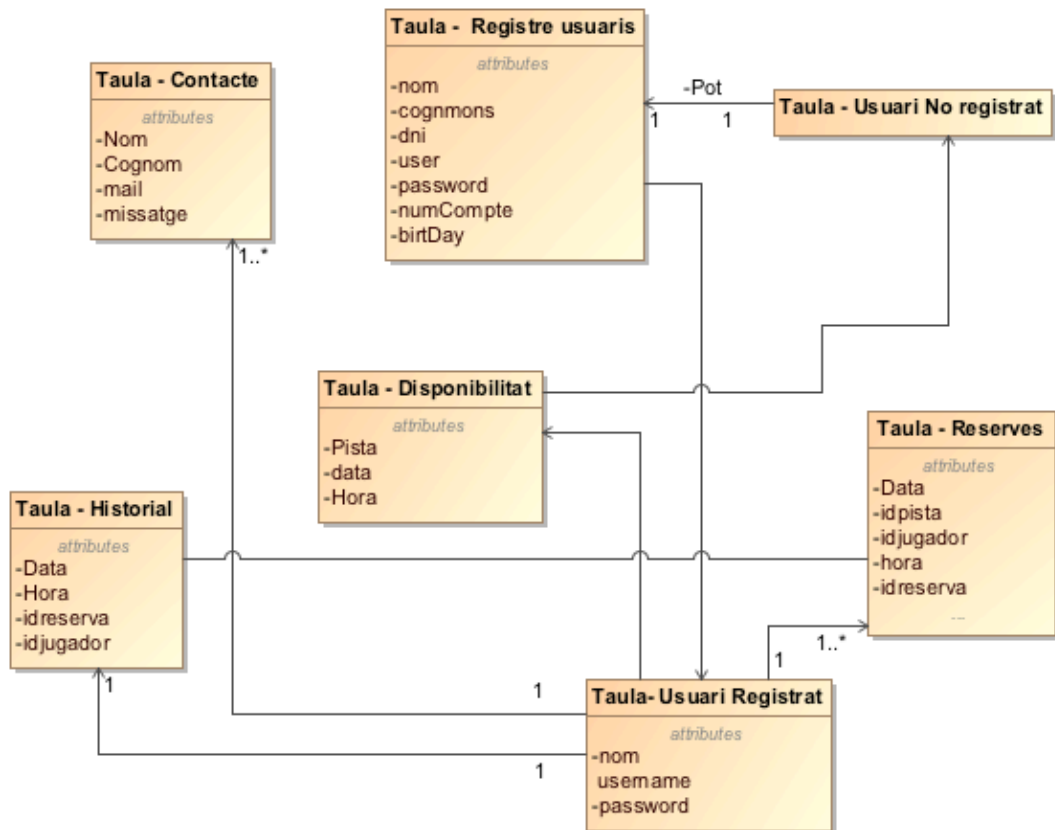 Taula - Registre usuaris
attributes
-nom
-cognmons
-dni
-user
-password
-numCompte
-birtDay
Taula - Contacte
attributes
-Nom
-Cognom
-mail
-missatge
1..*
-Pot
1
1
Taula - Usuari No registrat
Taula - Disponibilitat
attributes
-Pista
-data
-Hora
Taula - Reserves
attributes
-Data
-idpista
-idjugador
-hora
-idreserva
...
Taula - Historial
attributes
-Data
-Hora
-idreserva
-idjugador
1
1..*
1
1
1
Taula- Usuari Registrat
attributes
-nom
username
-password